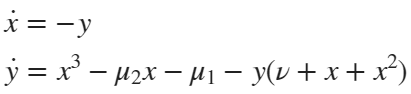 ẋ = −y
ẏ = x³ − μ₂x − μ₁ − y(ν + x + x²)